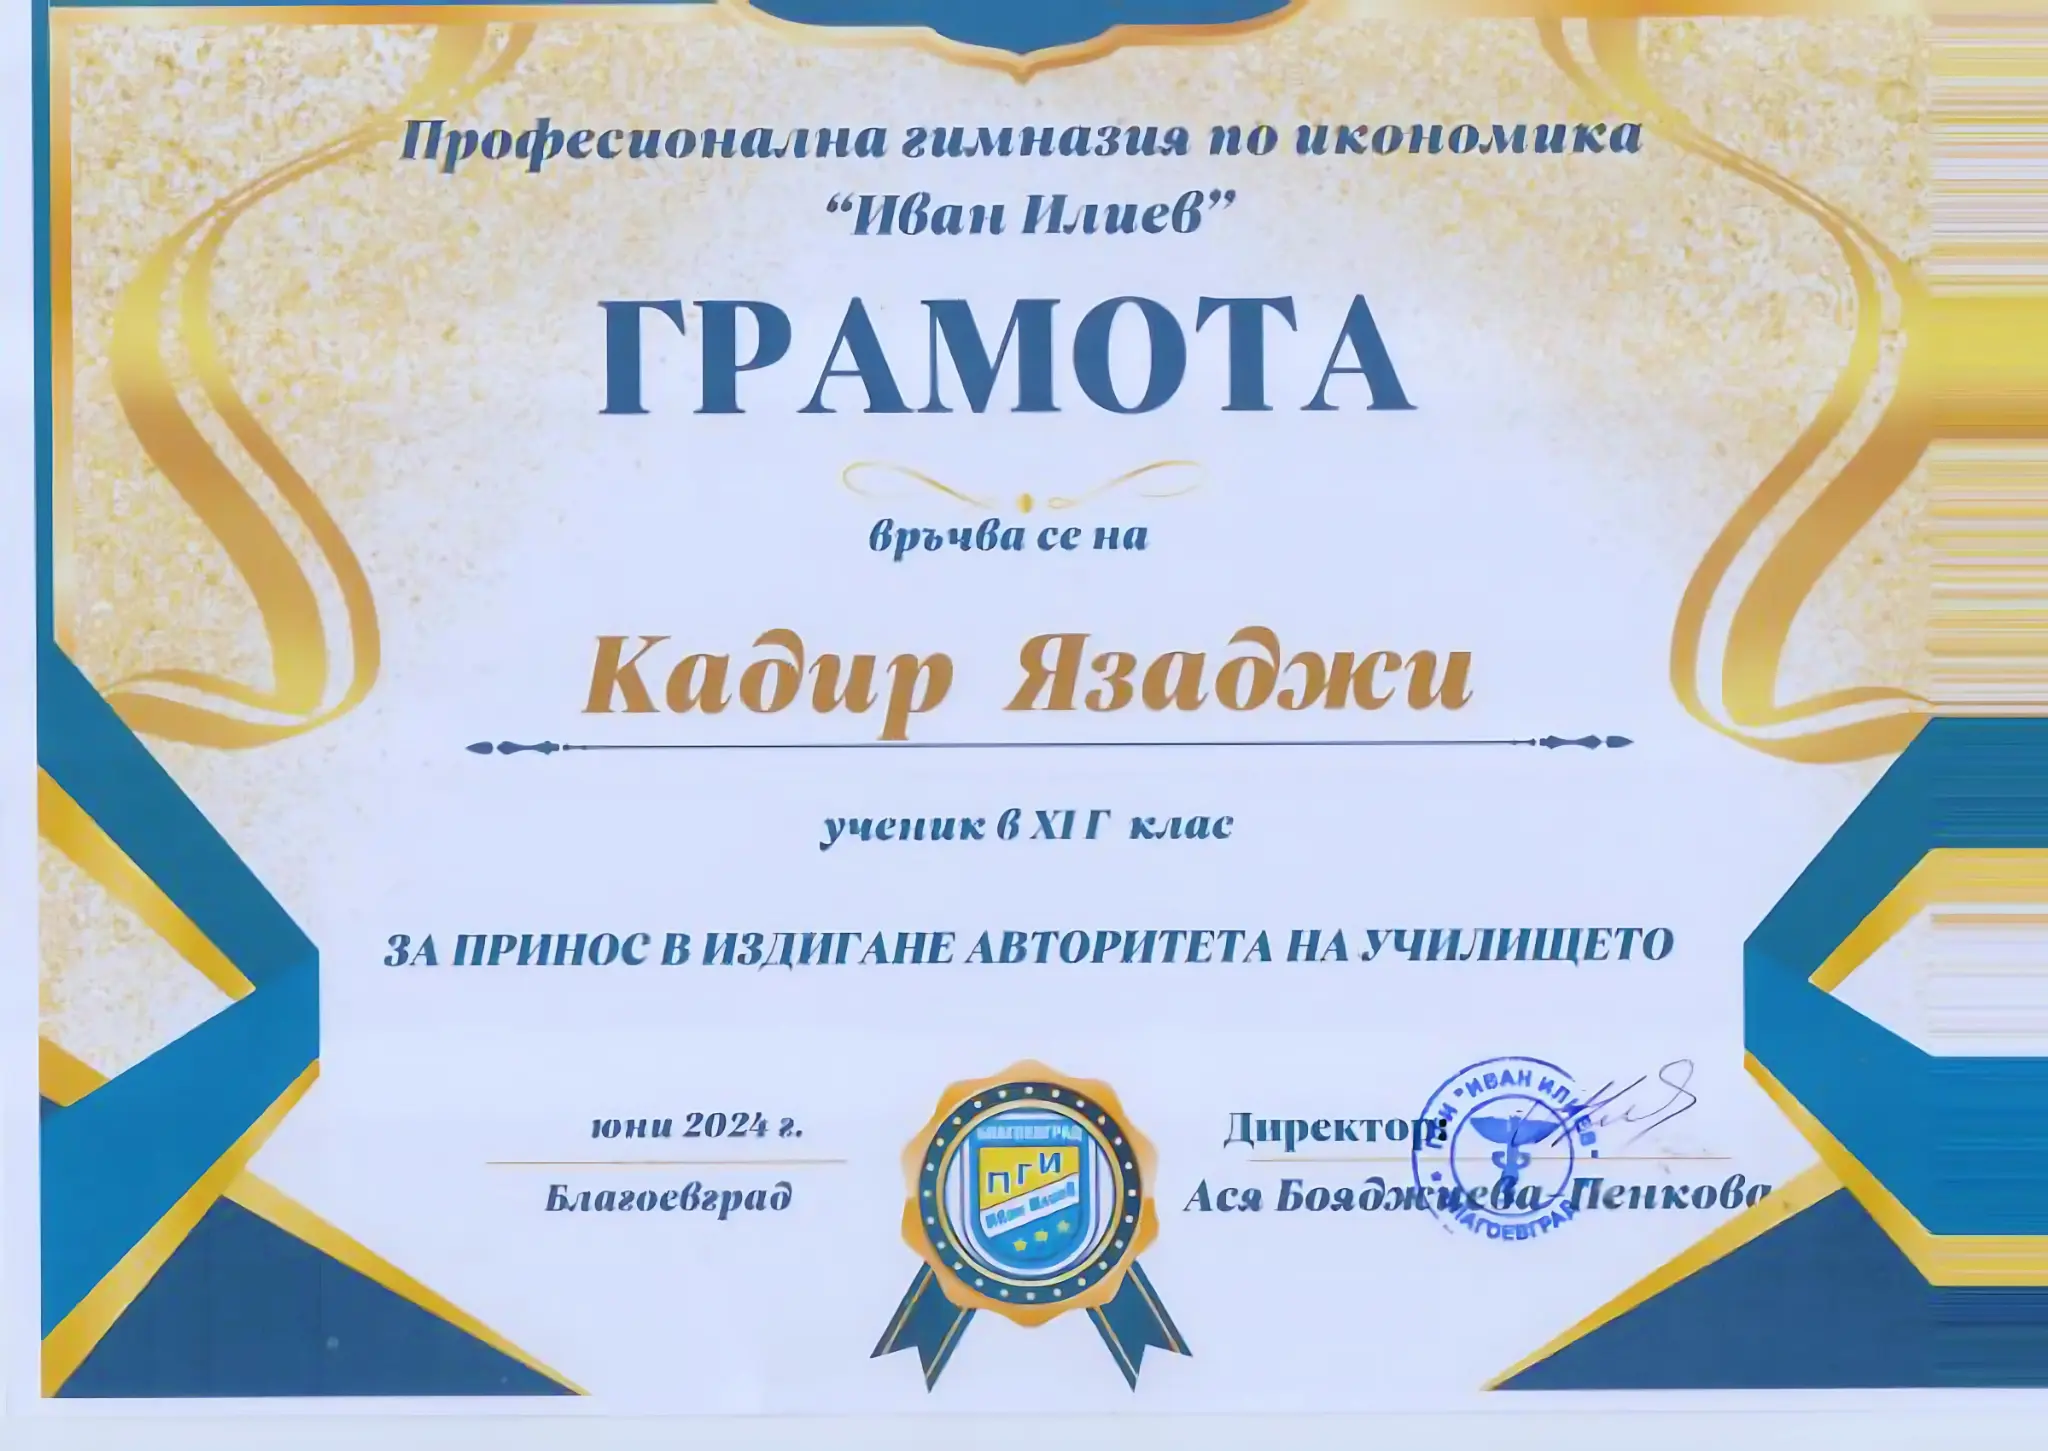 Професионална гимназия по икономика
“Иван Илиев”
ГРАМОТА
връчва се на
Кадир Язаджи
ученик в XI Г клас
ЗА ПРИНОС В ИЗДИГАНЕ АВТОРИТЕТА НА УЧИЛИЩЕТО
юни 2024 г.
Благоевград
БЛАГОЕВГРАД
ПГИ
Иван Илиев
Директор:
Ася Бояджиева-Пенкова
ПГИ "ИВАН ИЛИЕВ"
БЛАГОЕВГРАД